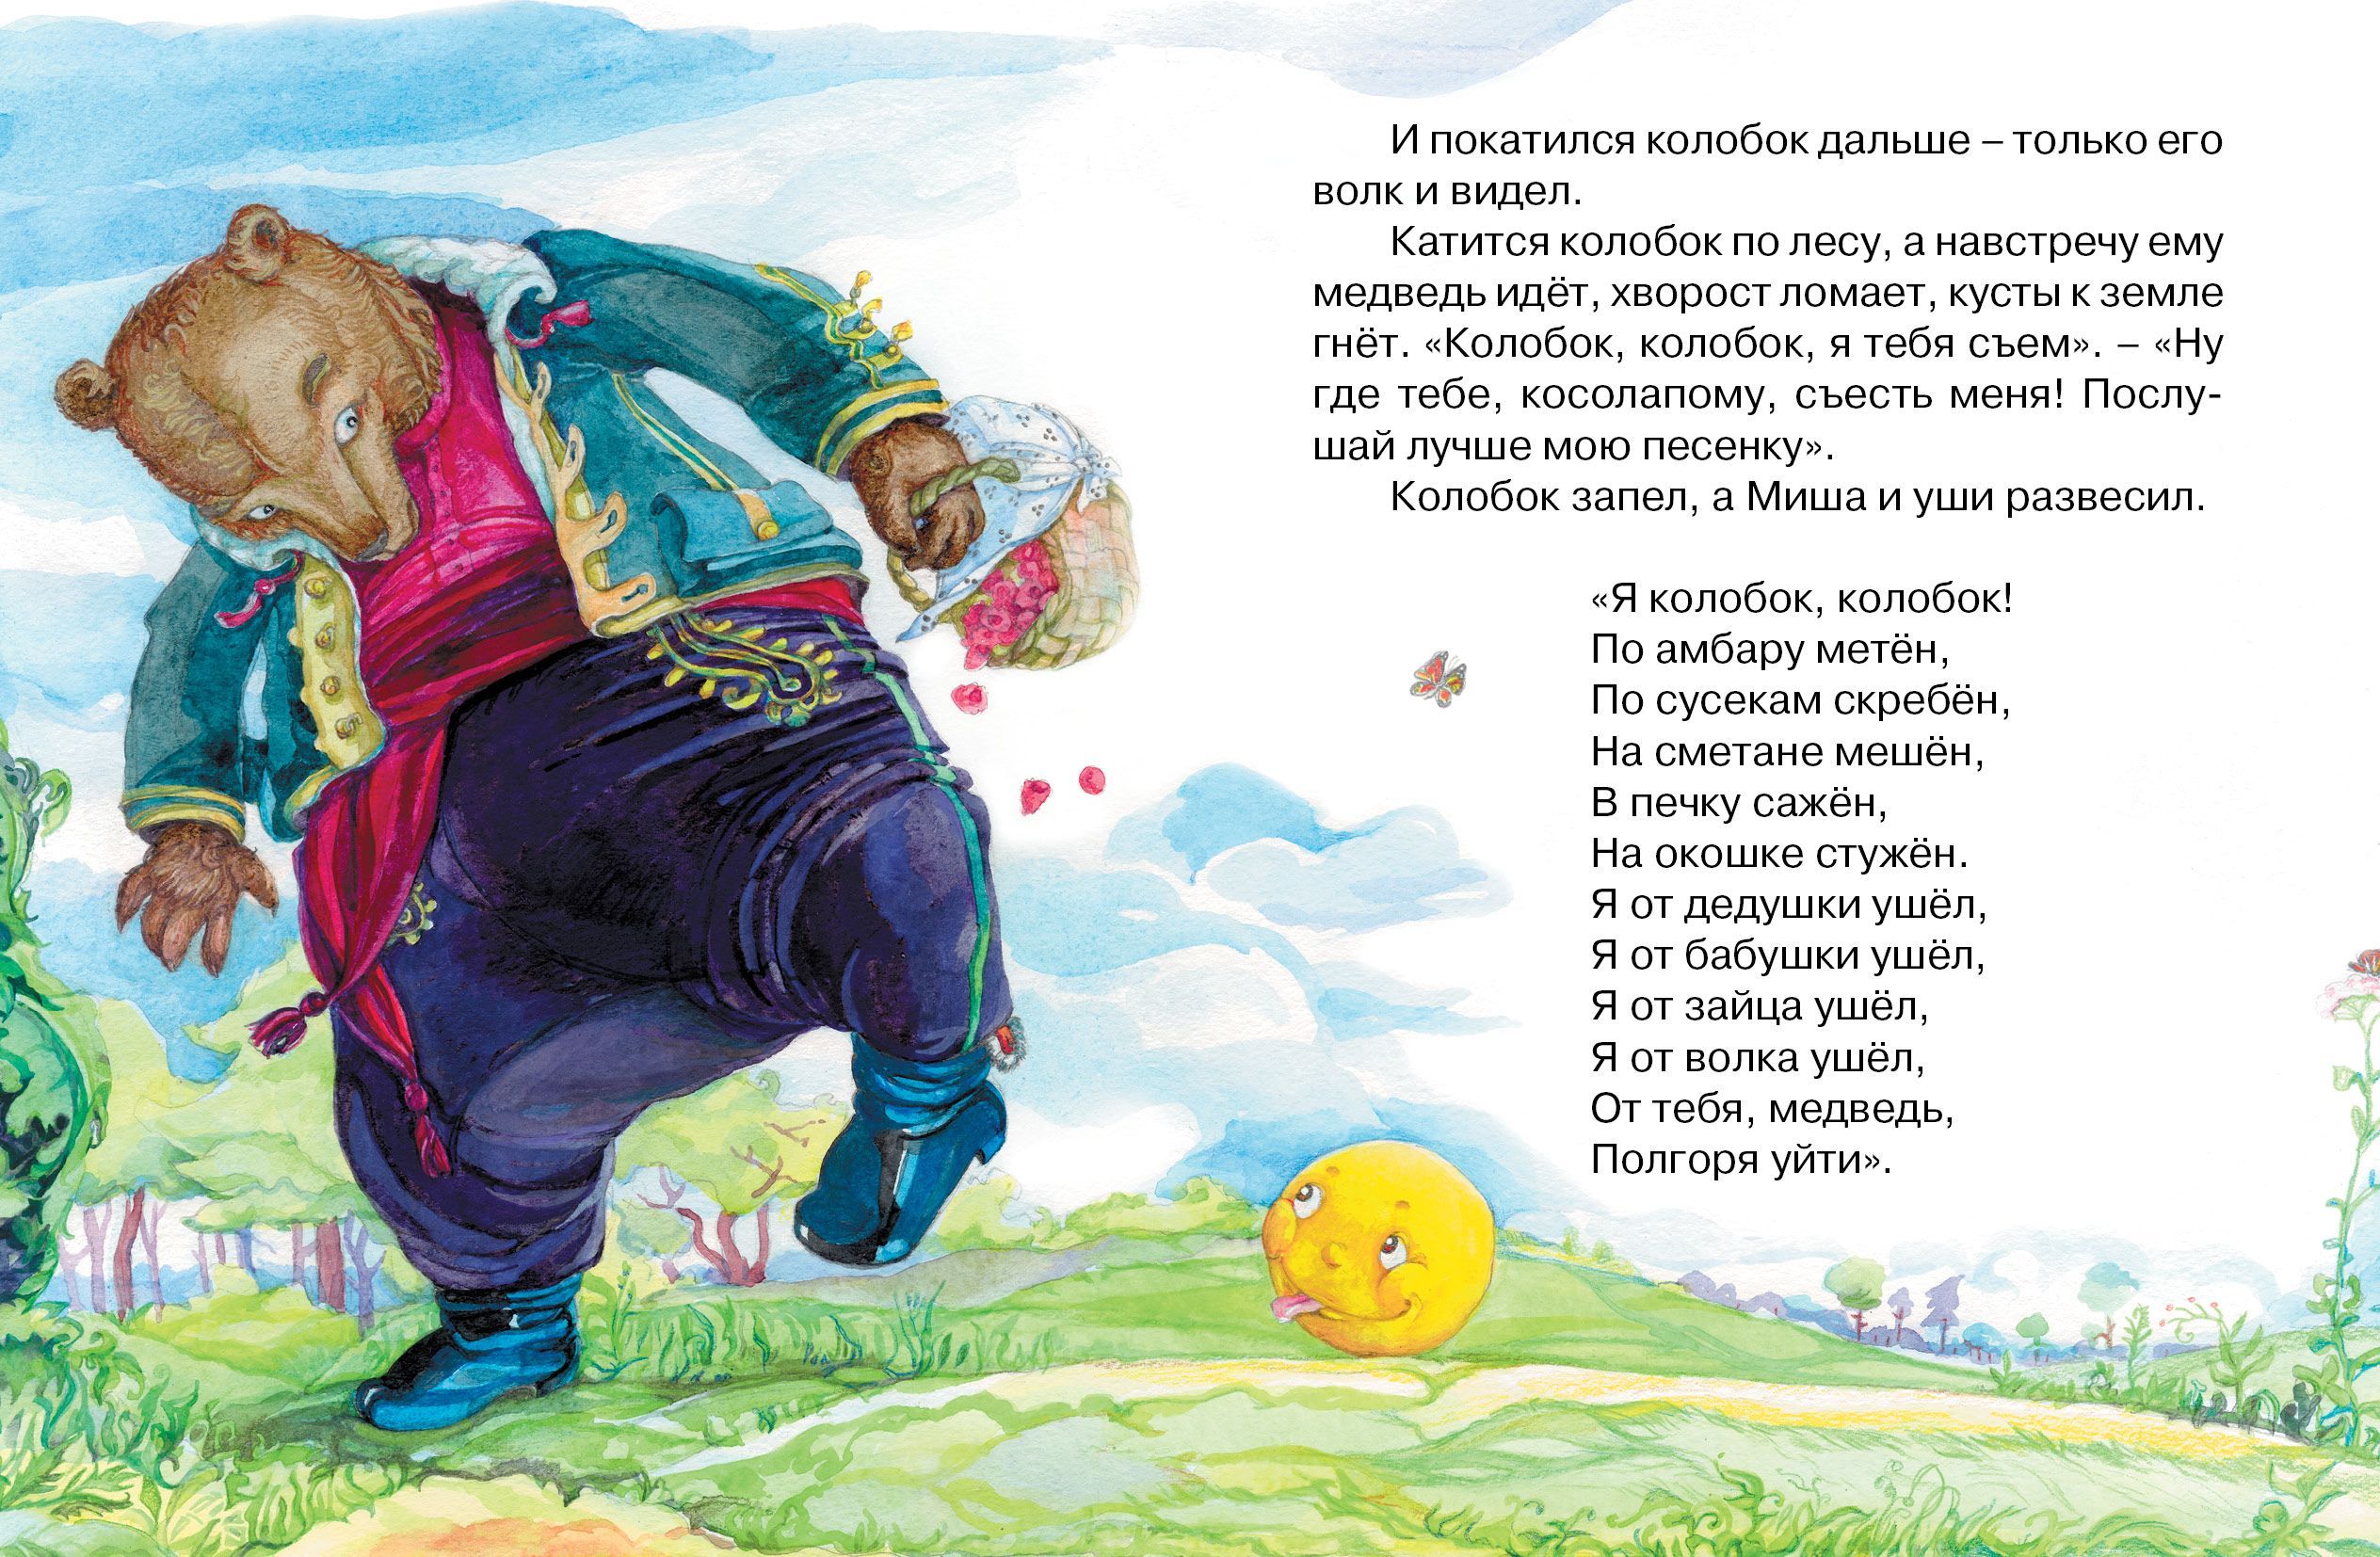 И покатился колобок дальше – только его
волк и видел.
Катится колобок по лесу, а навстречу ему
медведь идёт, хворост ломает, кусты к земле
гнёт. «Колобок, колобок, я тебя съем». – «Ну
где тебе, косолапому, съесть меня! Послу-
шай лучше мою песенку».
Колобок запел, а Миша и уши развесил.
«Я колобок, колобок!
По амбару метён,
По сусекам скребён,
На сметане мешён,
В печку сажён,
На окошке стужён.
Я от дедушки ушёл,
Я от бабушки ушёл,
Я от зайца ушёл,
Я от волка ушёл,
От тебя, медведь,
Полгоря уйти».